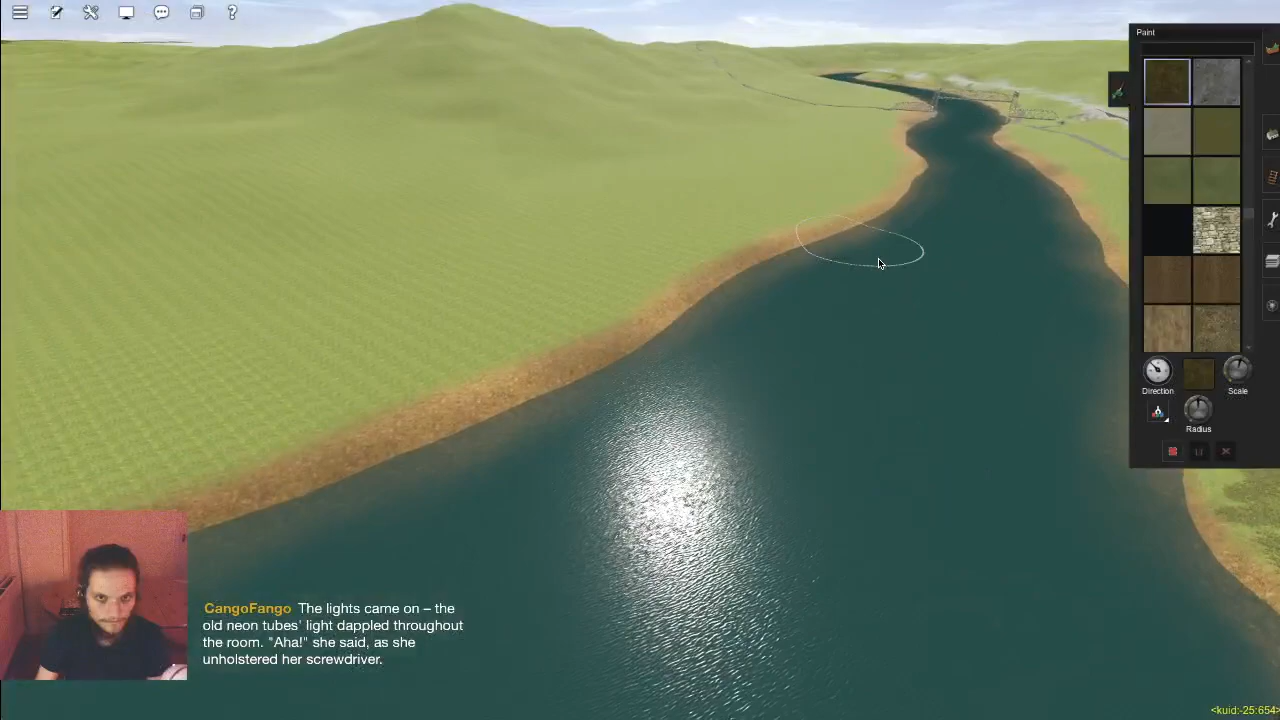 Paint
Direction
Scale
Radius
CangoFango The lights came on – the
old neon tubes' light dappled throughout
the room. "Aha!" she said, as she
unholstered her screwdriver.
<kuid:-25:654>